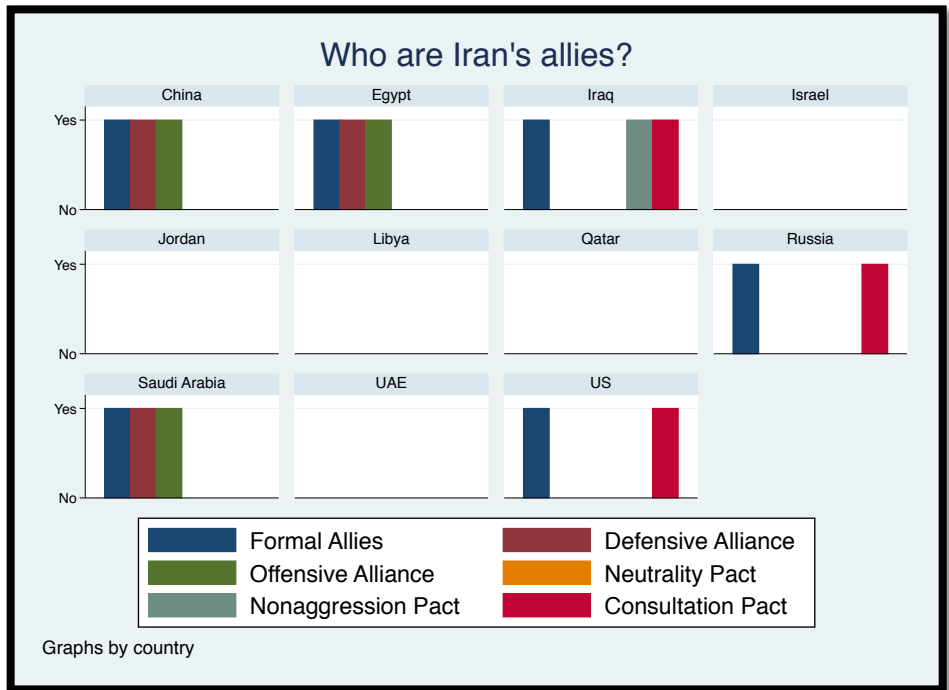 Who are Iran's allies?
China Egypt Iraq Israel
Yes
No
Jordan Libya Qatar Russia
Yes
No
Saudi Arabia UAE US
Yes
No
Formal Allies Defensive Alliance
Offensive Alliance Neutrality Pact
Nonaggression Pact Consultation Pact
Graphs by country